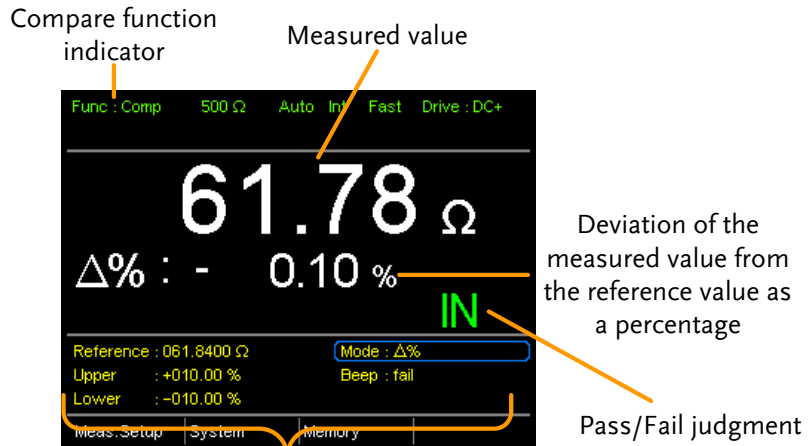 Compare function
indicator
Measured value
Func : Comp 500 Ω Auto Int Fast Drive : DC+
61.78 Ω
Δ% : - 0.10 %
IN
Deviation of the
measured value from
the reference value as
a percentage
Reference : 061.8400 Ω Mode : Δ%
Upper : +010.00 % Beep : fail
Lower : -010.00 %
Meas.Setup System Memory
Pass/Fail judgment